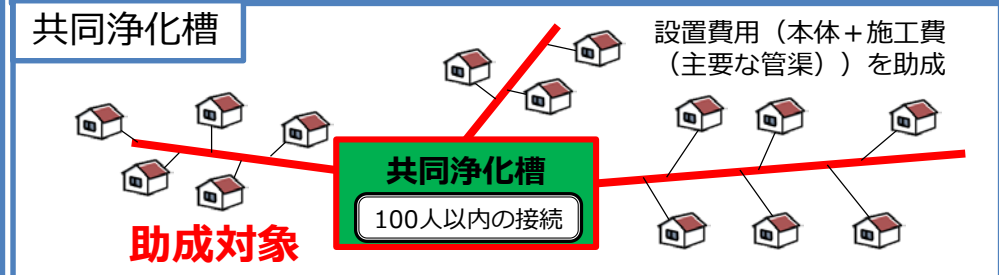 共同浄化槽
設置費用（本体＋施工費
（主要な管渠））を助成
共同浄化槽
100人以内の接続
助成対象